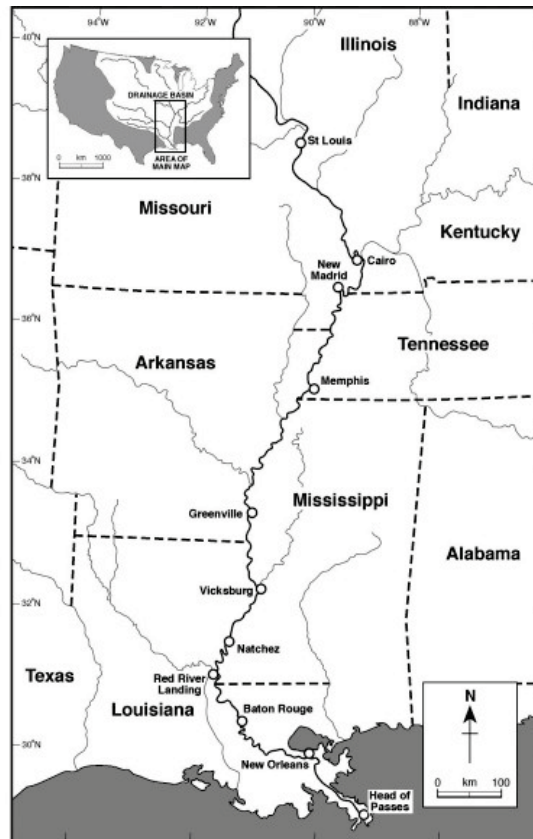 94°W
92°W
90°W
88°W
40°N
38°N
36°N
34°N
32°N
30°N
DRAINAGE BASIN
0 km 1000
AREA OF
MAIN MAP
Illinois
Indiana
St Louis
Missouri
Kentucky
New
Madrid
Cairo
Tennessee
Arkansas
Memphis
Mississippi
Greenville
Alabama
Vicksburg
Natchez
Texas
Red River
Landing
Louisiana
Baton Rouge
New Orleans
Head of
Passes
N
0 km 100